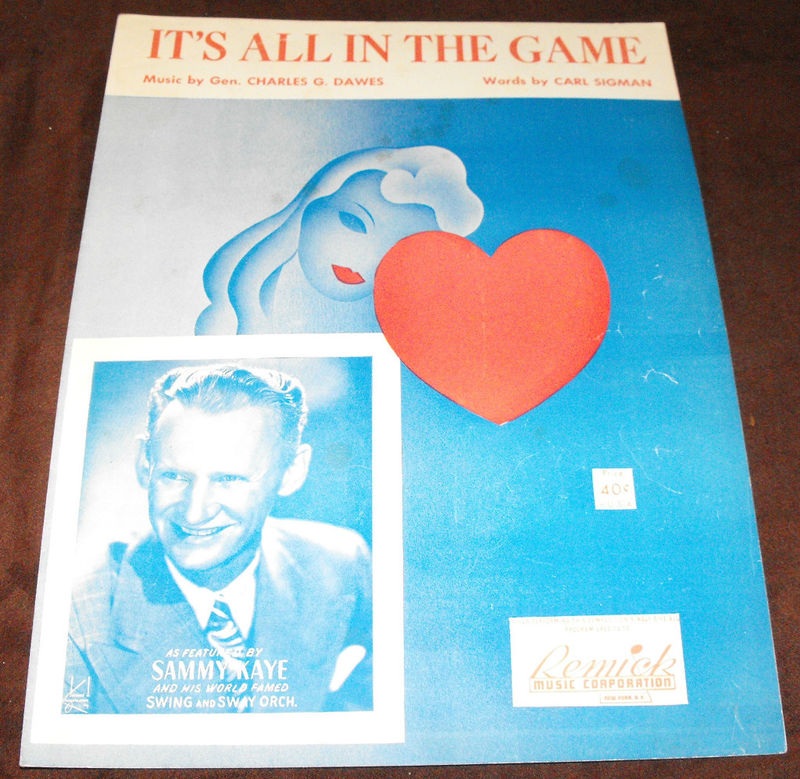 IT'S ALL IN THE GAME
Music by Gen. CHARLES G. DAWES
Words by CARL SIGMAN
Price
40¢
U.S.A.
AS FEATURED BY
SAMMY KAYE
AND HIS WORLD FAMED
SWING AND SWAY ORCH.
Remick
MUSIC CORPORATION
NEW YORK, N.Y.